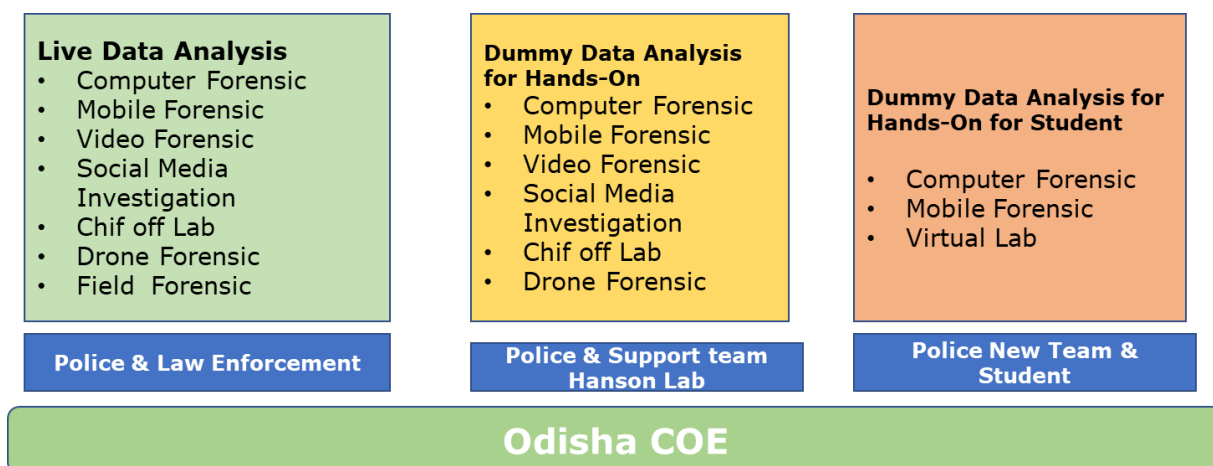 Live Data Analysis
• Computer Forensic
• Mobile Forensic
• Video Forensic
• Social Media
Investigation
• Chif off Lab
• Drone Forensic
• Field Forensic
Police & Law Enforcement
Dummy Data Analysis
for Hands-On
• Computer Forensic
• Mobile Forensic
• Video Forensic
• Social Media
Investigation
• Chif off Lab
• Drone Forensic
Police & Support team
Hanson Lab
Dummy Data Analysis for
Hands-On for Student
• Computer Forensic
• Mobile Forensic
• Virtual Lab
Police New Team &
Student
Odisha COE